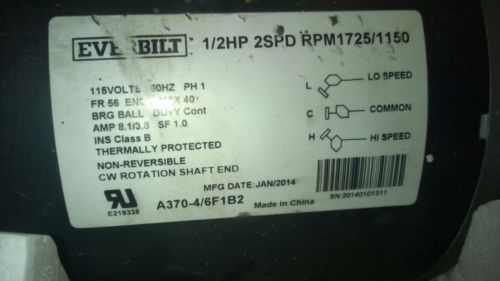 EVERBILT 1/2HP 2SPD RPM1725/1150
115VOLTS 60HZ PH 1
FR 56 ENC MAX 40
BRG BALL DUTY Cont
AMP 8.1/3.8 SF 1.0
INS Class B
THERMALLY PROTECTED
NON-REVERSIBLE
CW ROTATION SHAFT END
L LO SPEED
C COMMON
H HI SPEED
MFG DATE:JAN/2014
E219338
A370-4/6F1B2 Made in China
SN:20140101311